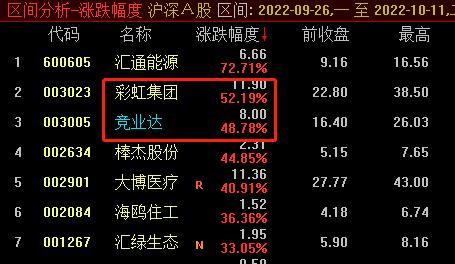 区间分析-涨跌幅度 沪深A股 区间: 2022-09-26,一 至 2022-10-11,二
代码 名称 涨跌幅度↓ 前收盘 最高
1 600605 汇通能源 6.66 72.71% 9.16 16.56
2 003023 彩虹集团 11.90 52.19% 22.80 38.50
3 003005 竞业达 8.00 48.78% 16.40 26.03
4 002634 棒杰股份 2.31 44.85% 5.15 7.65
5 002901 大博医疗 R 11.36 40.91% 27.77 43.00
6 002084 海鸥住工 1.52 36.36% 4.18 6.74
7 001267 汇绿生态 N 1.95 33.05% 5.90 8.16